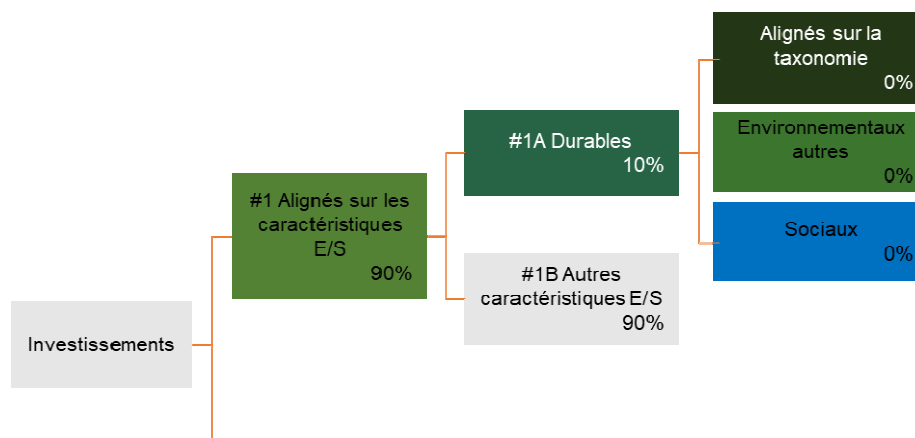 Alignés sur la
taxonomie
0%
Environnementaux
autres
0%
Sociaux
0%
#1A Durables
10%
#1 Alignés sur les
caractéristiques
E/S
90%
#1B Autres
caractéristiques E/S
90%
Investissements